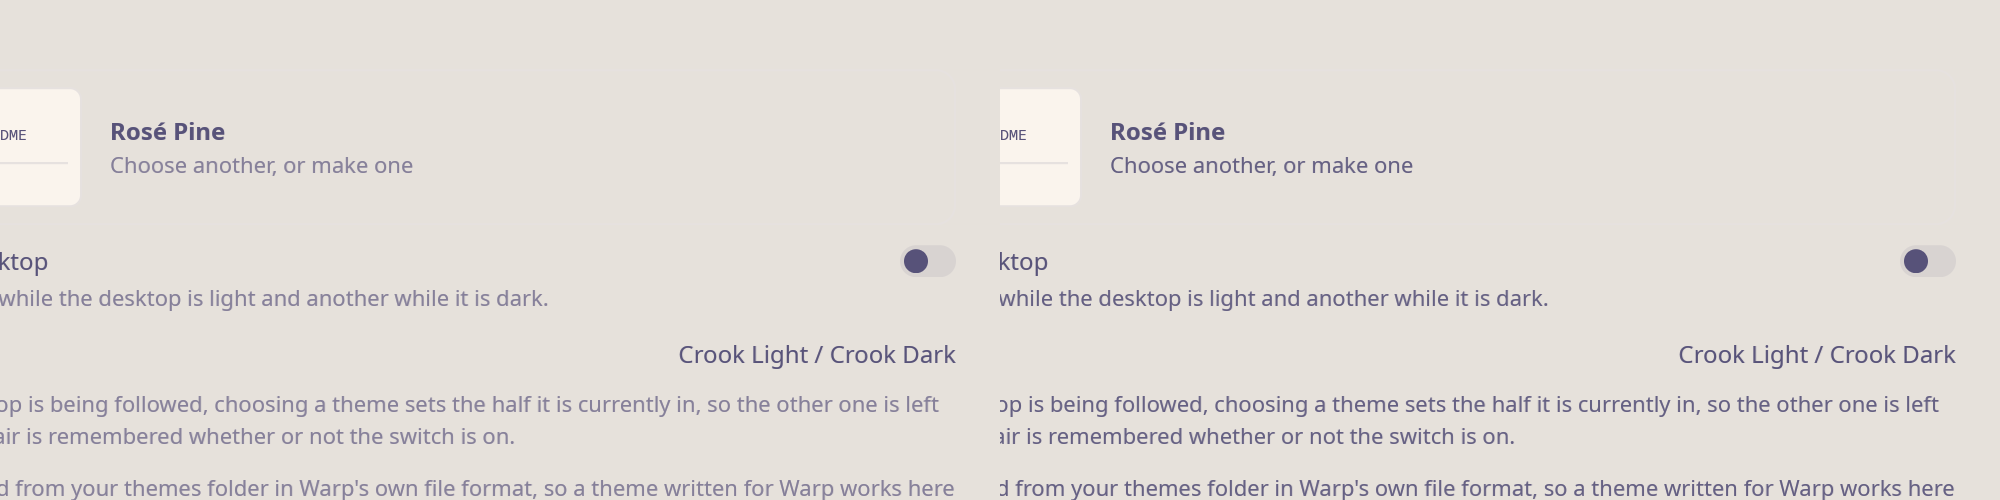 DME
Rosé Pine
Choose another, or make one
ktop
while the desktop is light and another while it is dark.
Crook Light / Crook Dark
op is being followed, choosing a theme sets the half it is currently in, so the other one is left
air is remembered whether or not the switch is on.
d from your themes folder in Warp's own file format, so a theme written for Warp works here
DME
Rosé Pine
Choose another, or make one
ktop
while the desktop is light and another while it is dark.
Crook Light / Crook Dark
op is being followed, choosing a theme sets the half it is currently in, so the other one is left
air is remembered whether or not the switch is on.
d from your themes folder in Warp's own file format, so a theme written for Warp works here